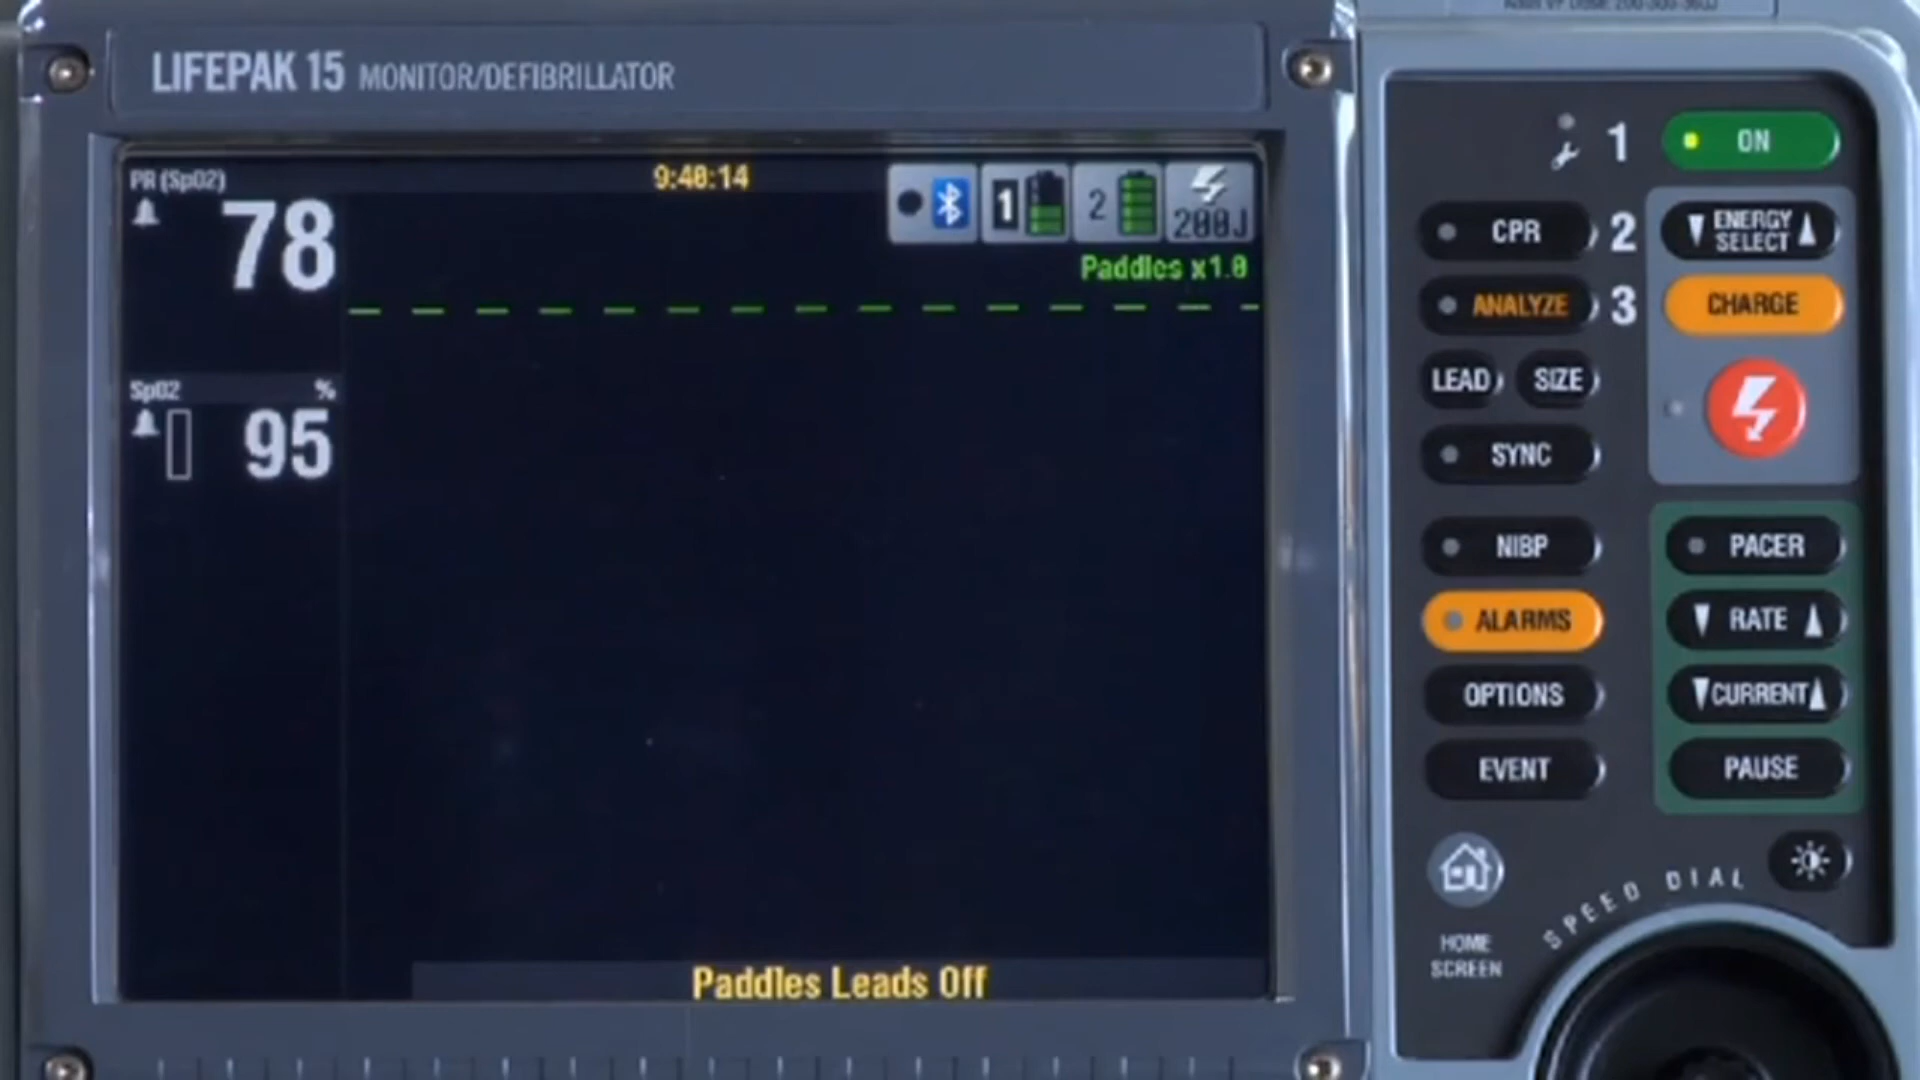 LIFEPAK 15 MONITOR/DEFIBRILLATOR
PR (SpO2)
78
9:40:14
1
2
200J
Paddles x1.0
SpO2 %
95
Paddles Leads Off
1 ON
CPR 2 ENERGY SELECT
ANALYZE 3 CHARGE
LEAD SIZE
SYNC
NIBP PACER
ALARMS RATE
OPTIONS CURRENT
EVENT PAUSE
HOME
SCREEN
SPEED DIAL